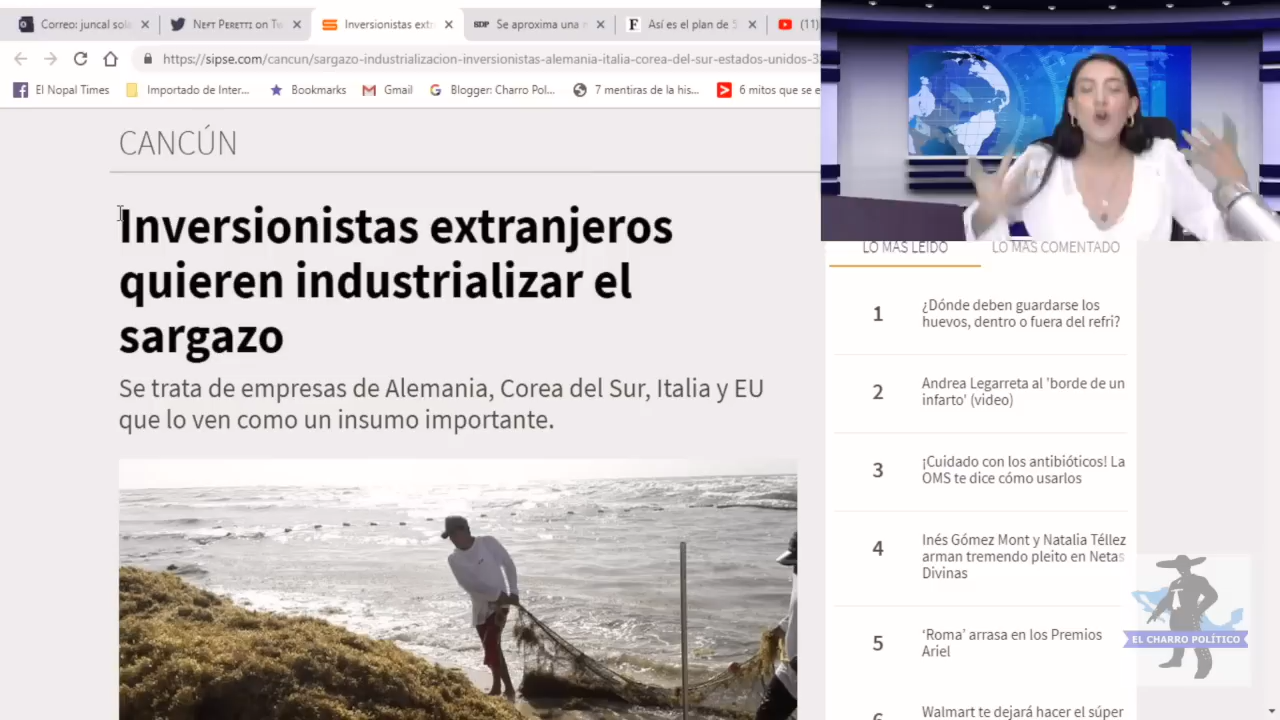 Correo: juncal sol
Neft Peretti on Tw
Inversionistas extr
SDP Se aproxima una
F Así es el plan de 5
(11)
https://sipse.com/cancun/sargazo-industrializacion-inversionistas-alemania-italia-corea-del-sur-estados-unidos-3
El Nopal Times
Importado de Inter...
Bookmarks
Gmail
Blogger: Charro Pol...
7 mentiras de la his...
6 mitos que se e
CANCÚN
Inversionistas extranjeros
quieren industrializar el
sargazo
Se trata de empresas de Alemania, Corea del Sur, Italia y EU
que lo ven como un insumo importante.
LO MÁS LEÍDO
LO MÁS COMENTADO
1
¿Dónde deben guardarse los
huevos, dentro o fuera del refri?
2
Andrea Legarreta al 'borde de un
infarto' (video)
3
¡Cuidado con los antibióticos! La
OMS te dice cómo usarlos
4
Inés Gómez Mont y Natalia Téllez
arman tremendo pleito en Netas
Divinas
5
‘Roma’ arrasa en los Premios
Ariel
6
Walmart te dejará hacer el súper
EL CHARRO POLÍTICO